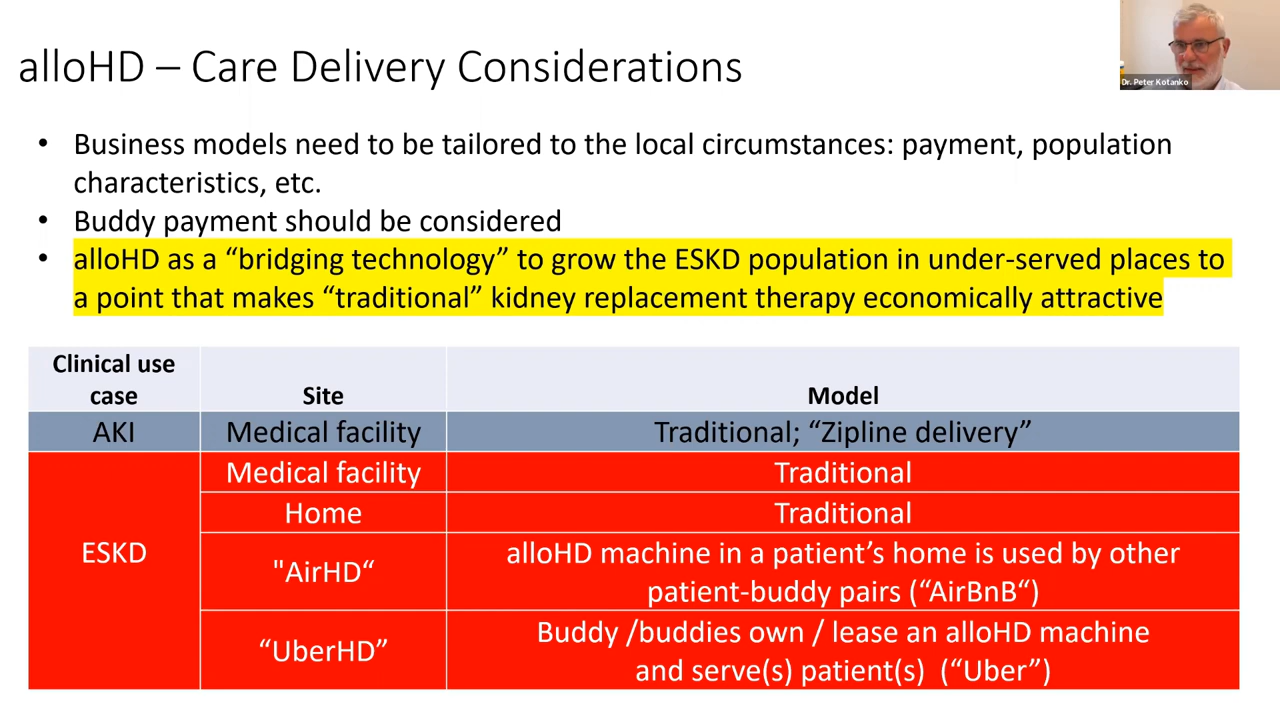 alloHD – Care Delivery Considerations
Dr. Peter Kotanko
• Business models need to be tailored to the local circumstances: payment, population
characteristics, etc.
• Buddy payment should be considered
• alloHD as a “bridging technology” to grow the ESKD population in under-served places to
a point that makes “traditional” kidney replacement therapy economically attractive
Clinical use
case
Site
Model
AKI
Medical facility
Traditional; “Zipline delivery”
ESKD
Medical facility
Traditional
Home
Traditional
"AirHD“
alloHD machine in a patient’s home is used by other
patient-buddy pairs (“AirBnB“)
“UberHD”
Buddy /buddies own / lease an alloHD machine
and serve(s) patient(s) (“Uber”)